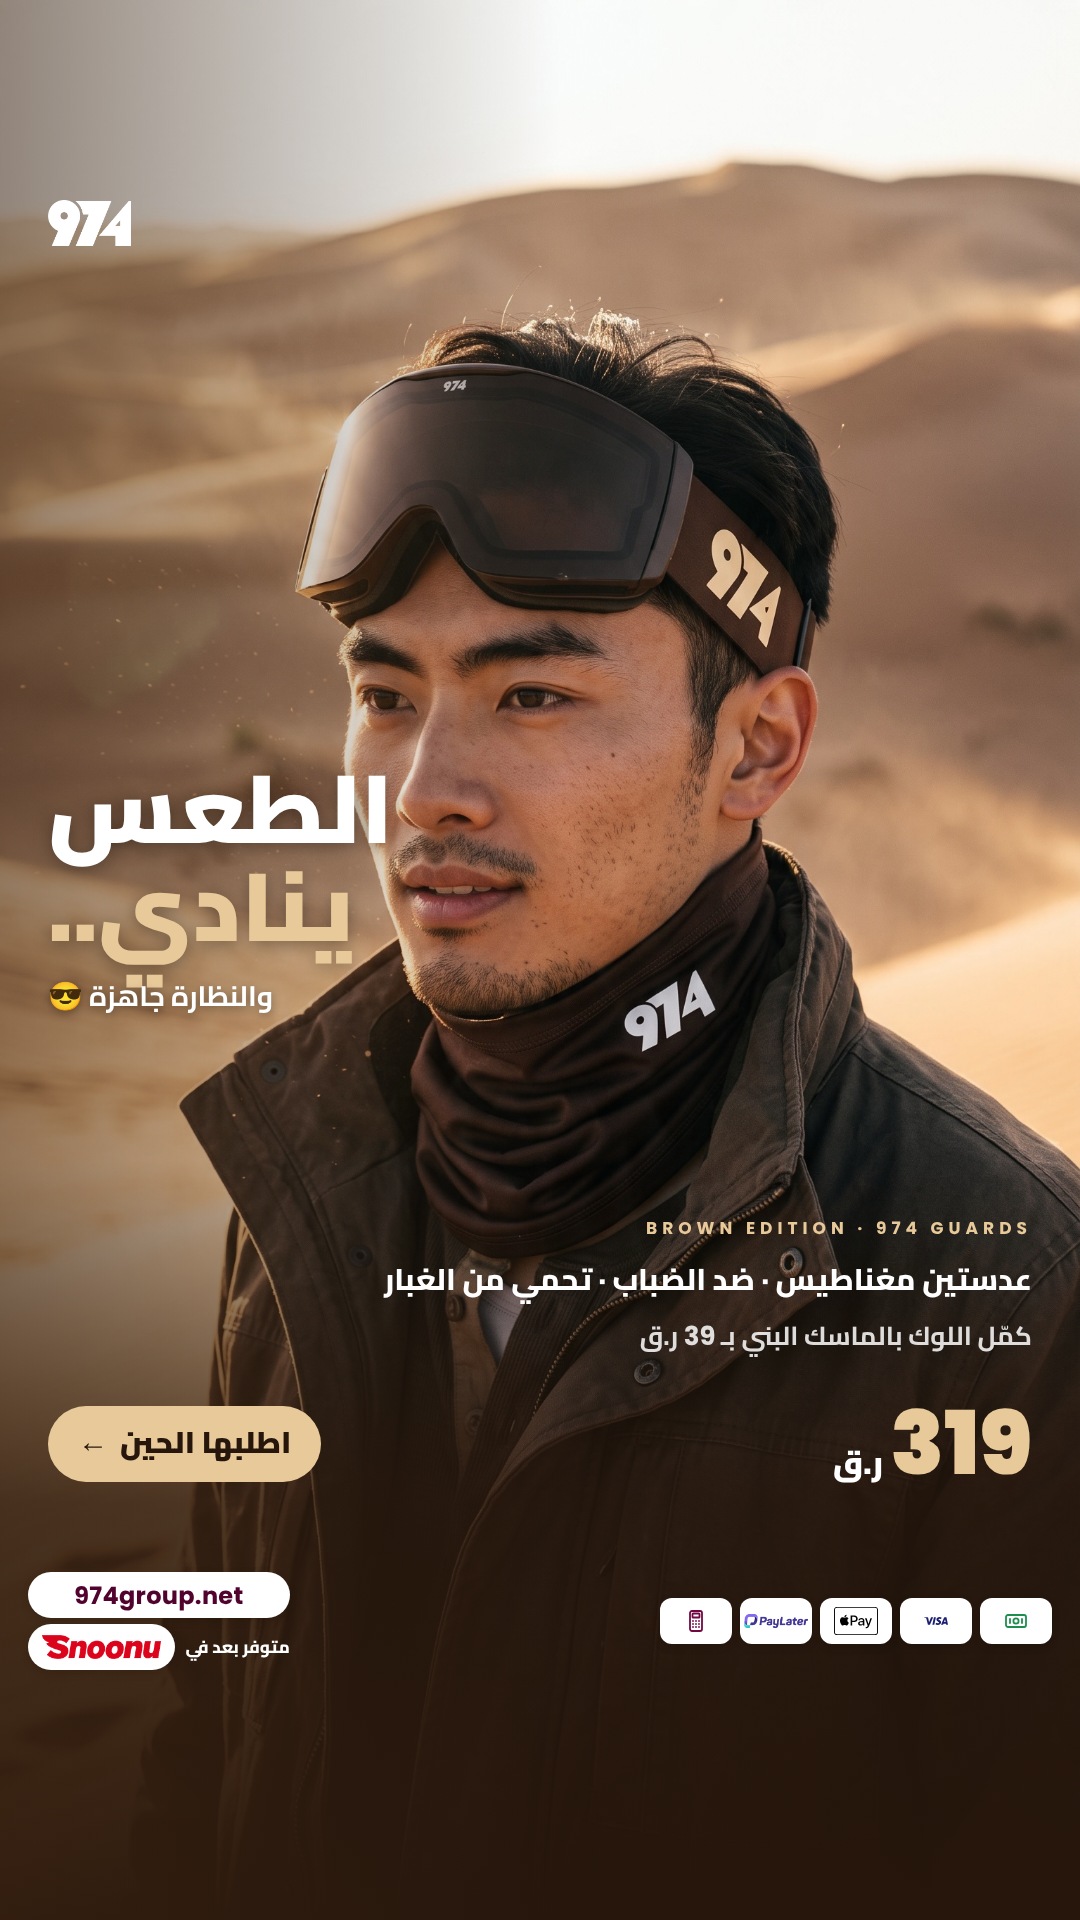 974
974
974
الطعس
ينادي..
والنظارة جاهزة 😎
974
BROWN EDITION · 974 GUARDS
عدستين مغناطيس · ضد الضباب · تحمي من الغبار
كمّل اللوك بالماسك البني بـ 39 ر.ق
319 ر.ق
اطلبها الحين ←
974group.net
متوفر بعد في Snoonu
PayLater
Pay
VISA